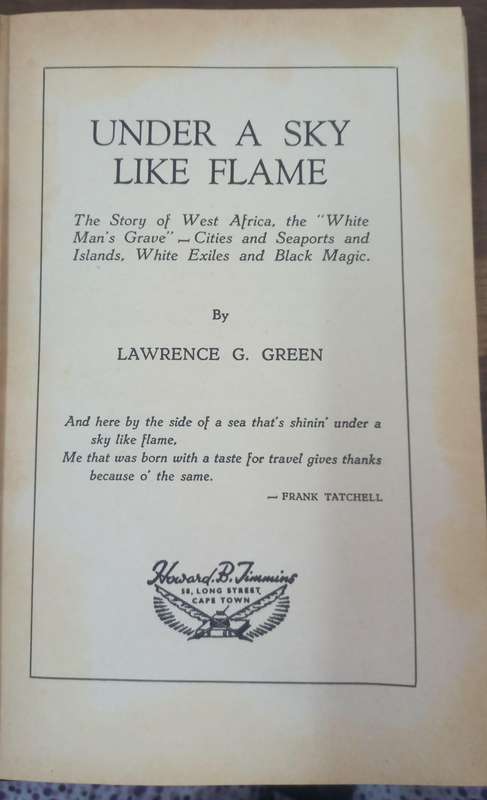 UNDER A SKY
LIKE FLAME
The Story of West Africa, the "White
Man's Grave" — Cities and Seaports and
Islands, White Exiles and Black Magic.
By
LAWRENCE G. GREEN
And here by the side of a sea that's shinin' under a
sky like flame,
Me that was born with a taste for travel gives thanks
because o' the same.
— FRANK TATCHELL
Howard. B. Timmins
58, LONG STREET,
CAPE TOWN